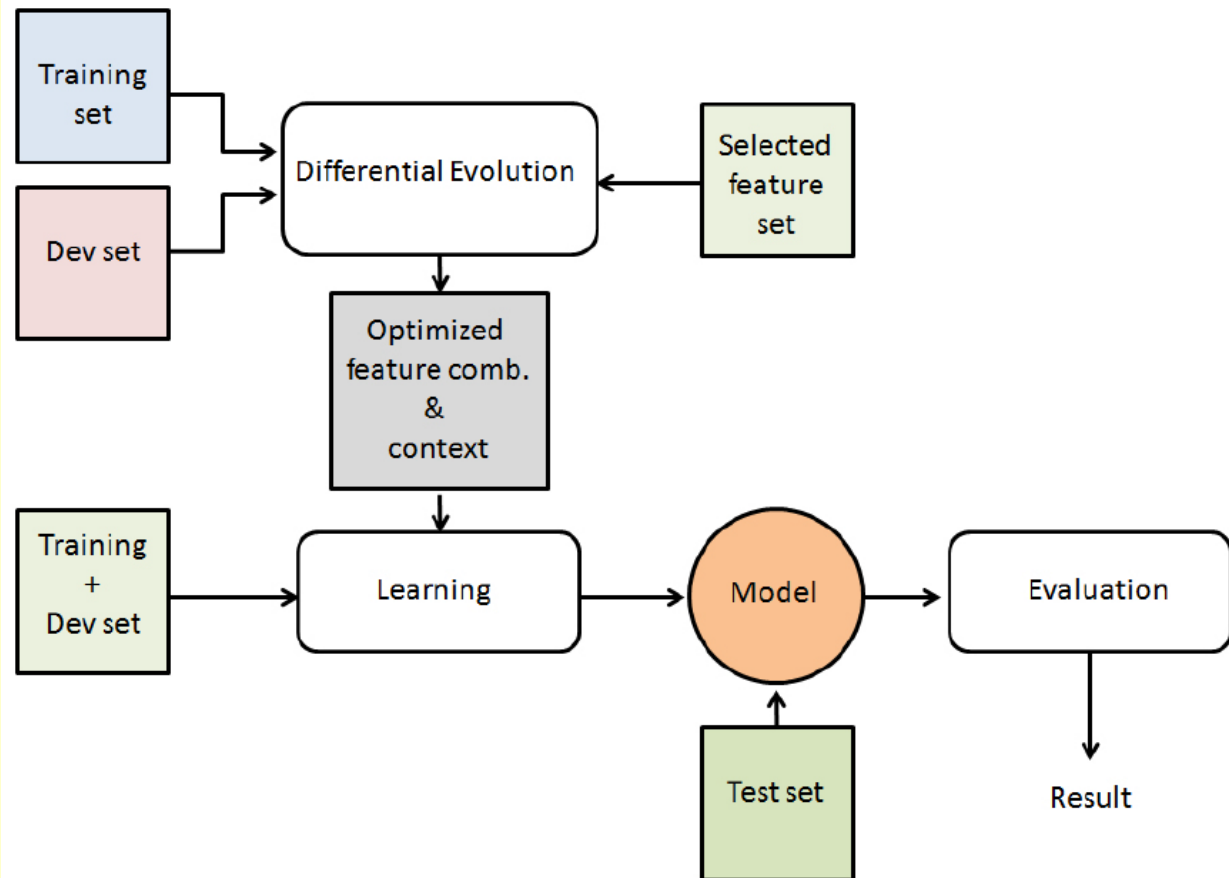 Training
set
Differential Evolution
Selected
feature
set
Dev set
Optimized
feature comb.
&
context
Training
+
Dev set
Learning
Model
Evaluation
Test set
Result